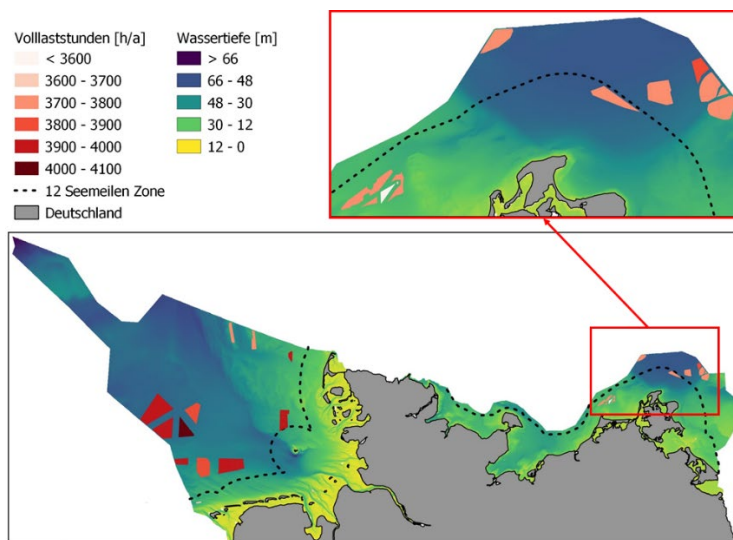 Volllaststunden [h/a]
< 3600
3600 - 3700
3700 - 3800
3800 - 3900
3900 - 4000
4000 - 4100
12 Seemeilen Zone
Deutschland
Wassertiefe [m]
> 66
66 - 48
48 - 30
30 - 12
12 - 0